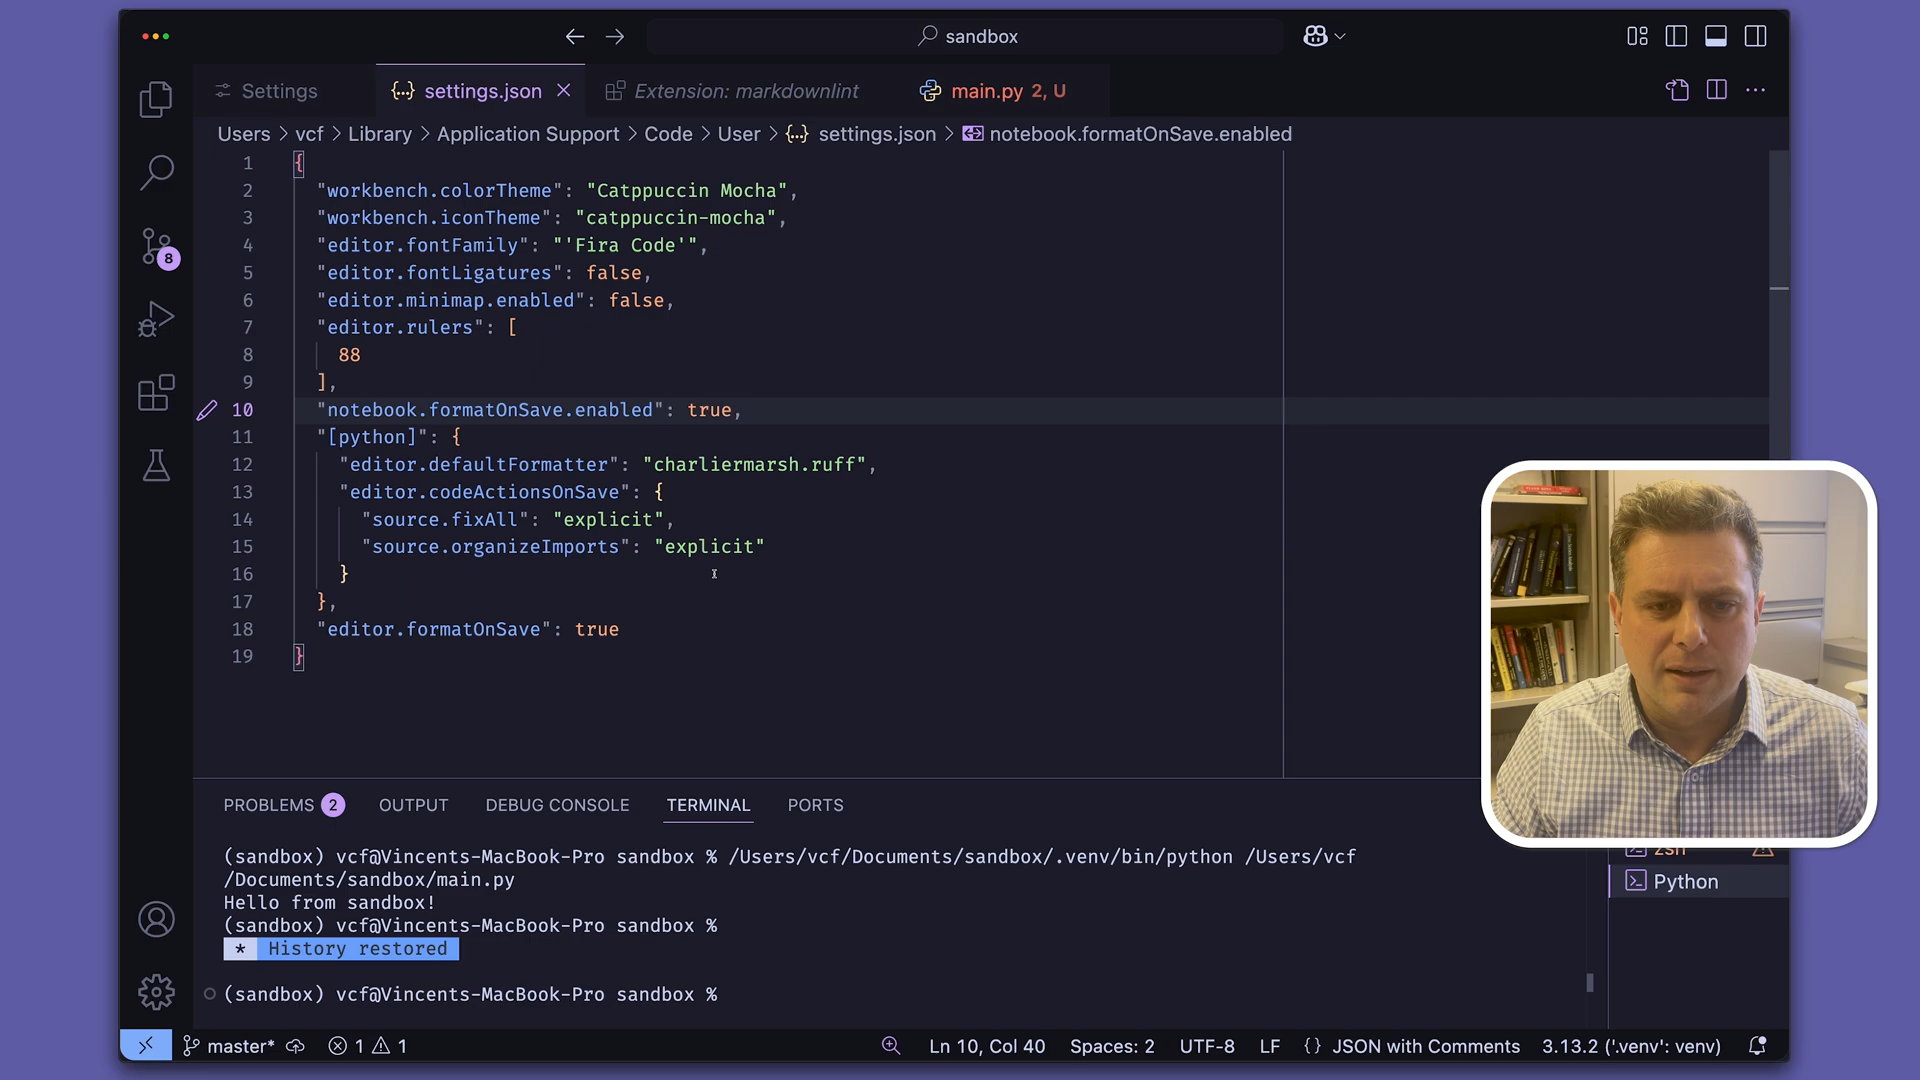 sandbox
Settings
settings.json
Extension: markdownlint
main.py 2, U
Users > vcf > Library > Application Support > Code > User > {...} settings.json > notebook.formatOnSave.enabled
1 {
2 "workbench.colorTheme": "Catppuccin Mocha",
3 "workbench.iconTheme": "catppuccin-mocha",
4 "editor.fontFamily": "'Fira Code'",
5 "editor.fontLigatures": false,
6 "editor.minimap.enabled": false,
7 "editor.rulers": [
8 88
9 ],
10 "notebook.formatOnSave.enabled": true,
11 "[python]": {
12 "editor.defaultFormatter": "charliermarsh.ruff",
13 "editor.codeActionsOnSave": {
14 "source.fixAll": "explicit",
15 "source.organizeImports": "explicit"
16 }
17 },
18 "editor.formatOnSave": true
19 }
8
PROBLEMS 2 OUTPUT DEBUG CONSOLE TERMINAL PORTS
(sandbox) vcf@Vincents-MacBook-Pro sandbox % /Users/vcf/Documents/sandbox/.venv/bin/python /Users/vcf
/Documents/sandbox/main.py
Hello from sandbox!
(sandbox) vcf@Vincents-MacBook-Pro sandbox %
* History restored
(sandbox) vcf@Vincents-MacBook-Pro sandbox %
zsh
Python
master* 1 1 Ln 10, Col 40 Spaces: 2 UTF-8 LF {} JSON with Comments 3.13.2 ('.venv': venv)